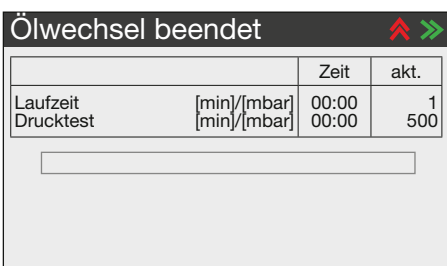 Ölwechsel beendet
Zeit akt.
Laufzeit [min]/[mbar] 00:00 1
Drucktest [min]/[mbar] 00:00 500